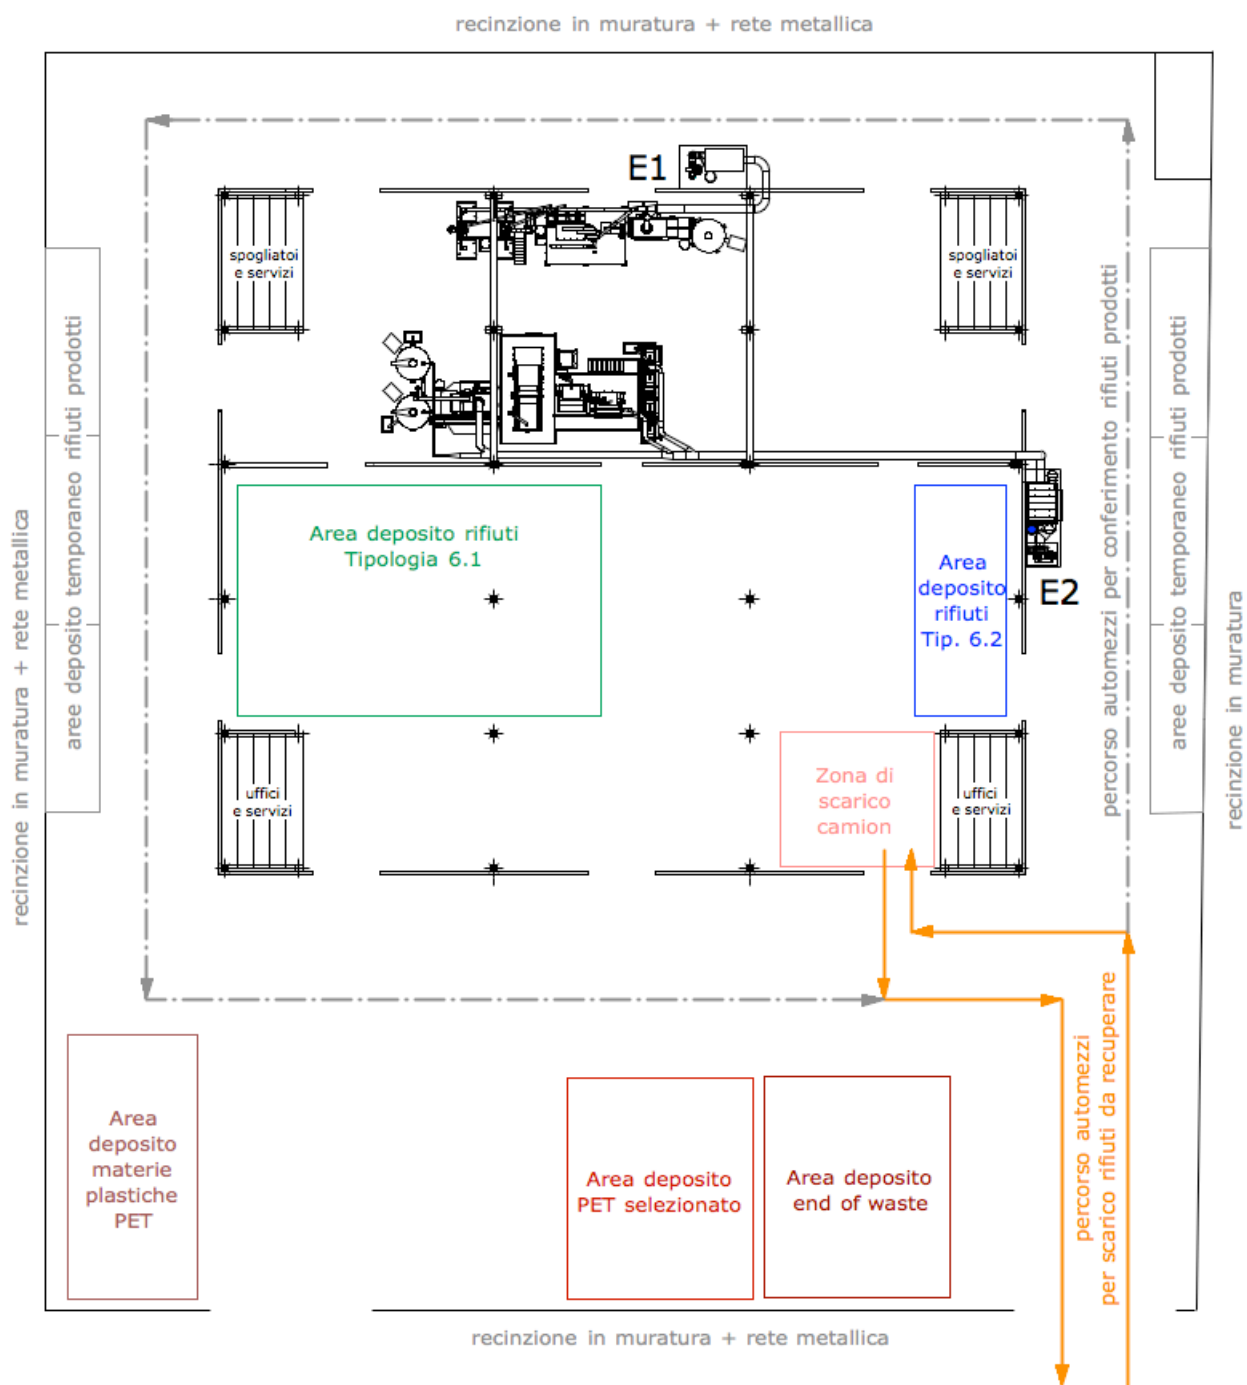 recinzione in muratura + rete metallica
E1
spogliatoi
e servizi
spogliatoi
e servizi
aree deposito temporaneo rifiuti prodotti
recinzione in muratura + rete metallica
percorso automezzi per conferimento rifiuti prodotti
aree deposito temporaneo rifiuti prodotti
recinzione in muratura
Area deposito rifiuti
Tipologia 6.1
Area
deposito
rifiuti
Tip. 6.2
E2
uffici
e servizi
Zona di
scarico
camion
uffici
e servizi
percorso automezzi
per scarico rifiuti da recuperare
Area
deposito
materie
plastiche
PET
Area deposito
PET selezionato
Area deposito
end of waste
recinzione in muratura + rete metallica